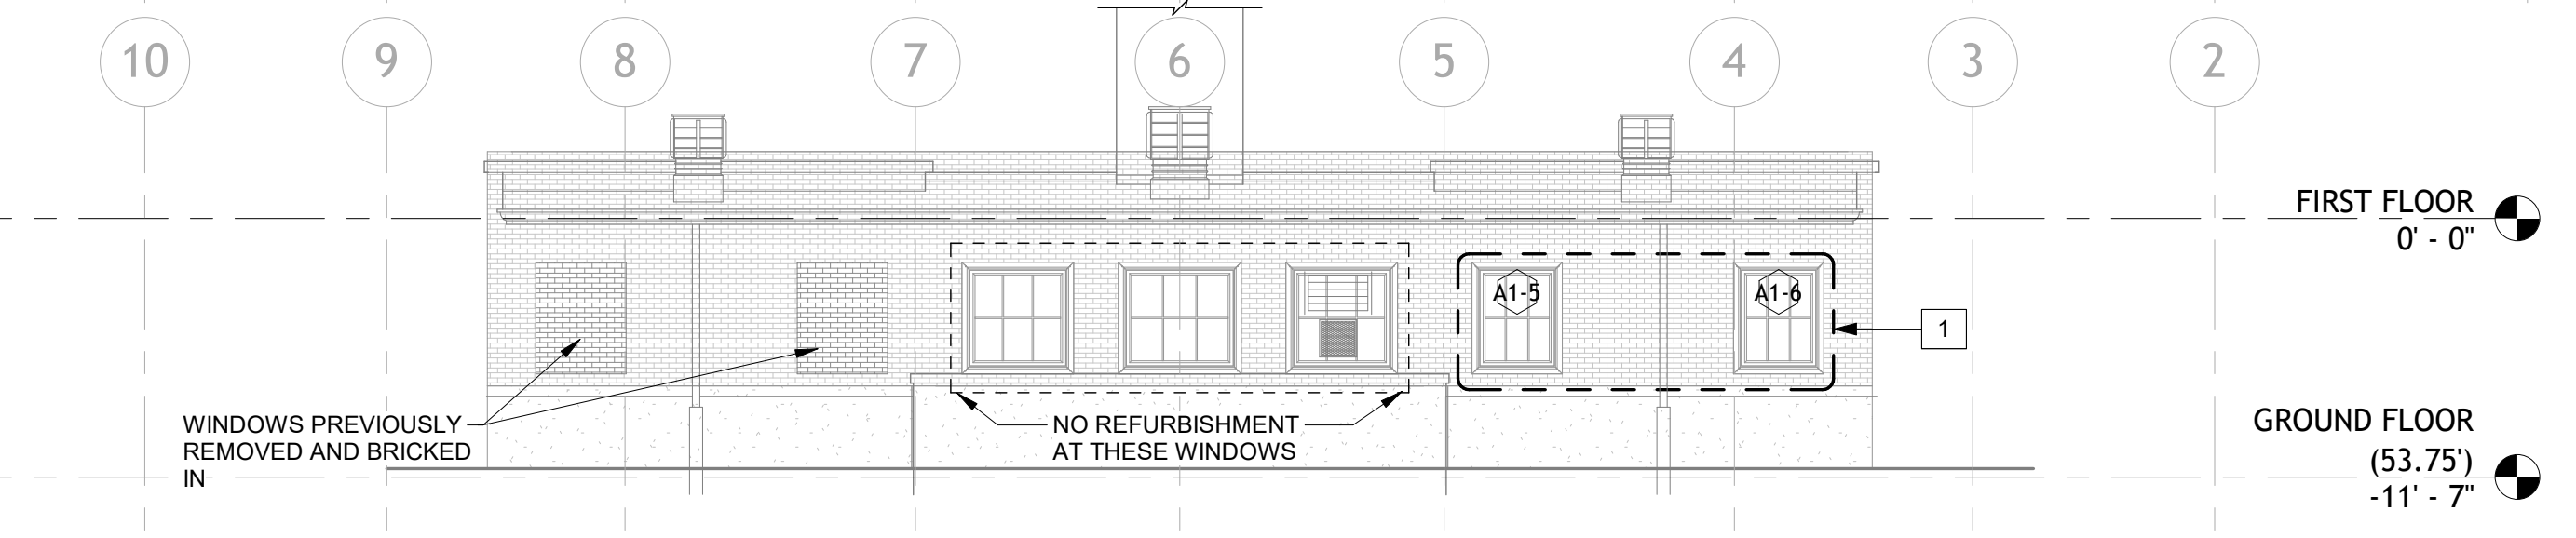 10
9
8
7
6
5
4
3
2
FIRST FLOOR
0' - 0"
A1-5
A1-6
1
WINDOWS PREVIOUSLY
REMOVED AND BRICKED
IN
NO REFURBISHMENT
AT THESE WINDOWS
GROUND FLOOR
(53.75')
-11' - 7"